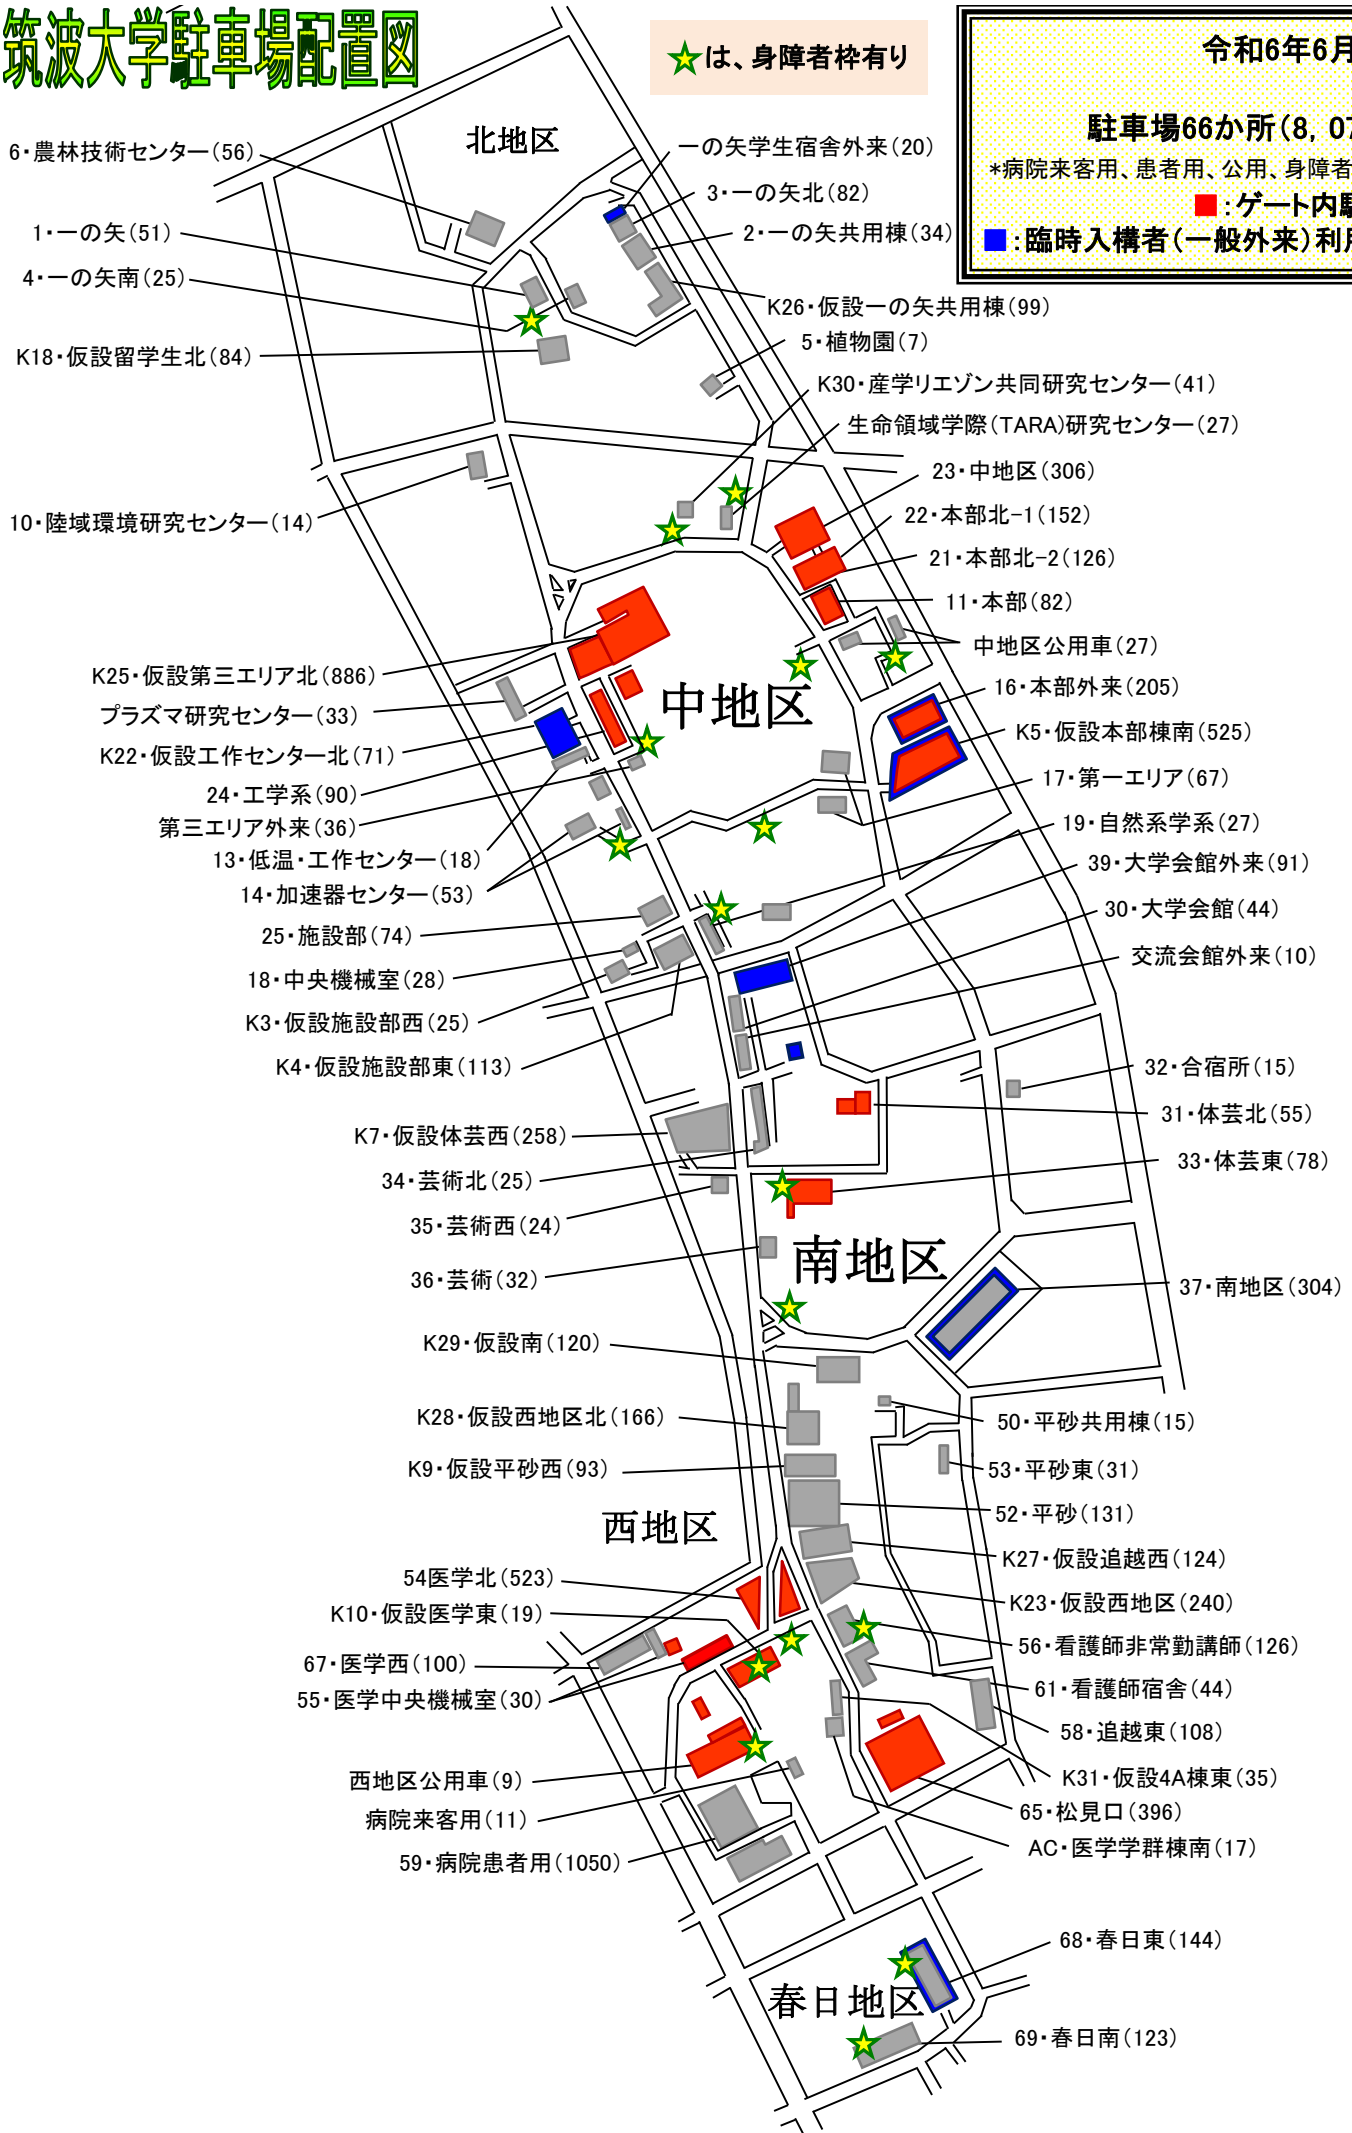 筑波大学駐車場配置図
★は、身障者枠有り
令和6年6月
駐車場66か所(8,07
*病院来客用、患者用、公用、身障者
■:ゲート内駐
■:臨時入構者(一般外来)利用
北地区
6・農林技術センター(56)
1・一の矢(51)
4・一の矢南(25)
K18・仮設留学生北(84)
10・陸域環境研究センター(14)
一の矢学生宿舎外来(20)
3・一の矢北(82)
2・一の矢共用棟(34)
K26・仮設一の矢共用棟(99)
5・植物園(7)
K30・産学リエゾン共同研究センター(41)
生命領域学際(TARA)研究センター(27)
23・中地区(306)
22・本部北-1(152)
21・本部北-2(126)
11・本部(82)
中地区公用車(27)
16・本部外来(205)
K5・仮設本部棟南(525)
17・第一エリア(67)
19・自然系学系(27)
39・大学会館外来(91)
30・大学会館(44)
交流会館外来(10)
中地区
K25・仮設第三エリア北(886)
プラズマ研究センター(33)
K22・仮設工作センター北(71)
24・工学系(90)
第三エリア外来(36)
13・低温・工作センター(18)
14・加速器センター(53)
25・施設部(74)
18・中央機械室(28)
K3・仮設施設部西(25)
K4・仮設施設部東(113)
32・合宿所(15)
31・体芸北(55)
33・体芸東(78)
K7・仮設体芸西(258)
34・芸術北(25)
35・芸術西(24)
36・芸術(32)
南地区
37・南地区(304)
K29・仮設南(120)
K28・仮設西地区北(166)
K9・仮設平砂西(93)
50・平砂共用棟(15)
53・平砂東(31)
52・平砂(131)
K27・仮設追越西(124)
K23・仮設西地区(240)
56・看護師非常勤講師(126)
61・看護師宿舎(44)
58・追越東(108)
K31・仮設4A棟東(35)
65・松見口(396)
AC・医学学群棟南(17)
西地区
54医学北(523)
K10・仮設医学東(19)
67・医学西(100)
55・医学中央機械室(30)
西地区公用車(9)
病院来客用(11)
59・病院患者用(1050)
68・春日東(144)
春日地区
69・春日南(123)